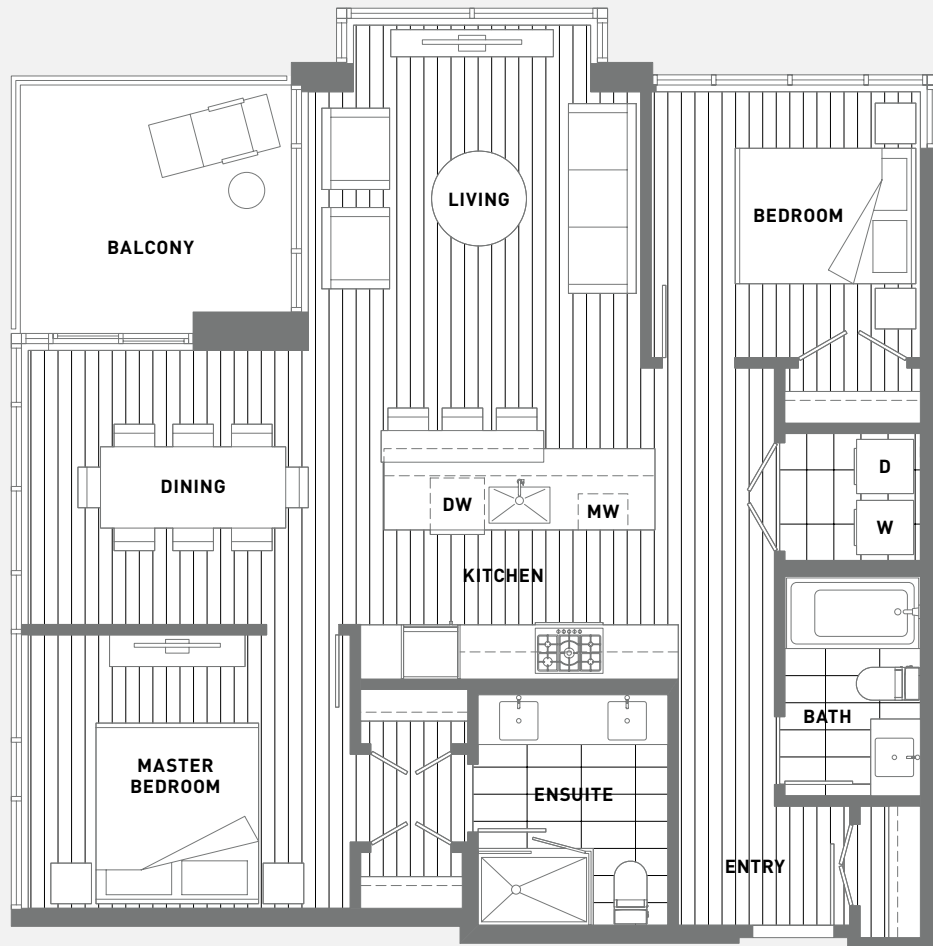 LIVING
BEDROOM
BALCONY
DINING
D
DW
MW
W
KITCHEN
BATH
MASTER
BEDROOM
ENSUITE
ENTRY